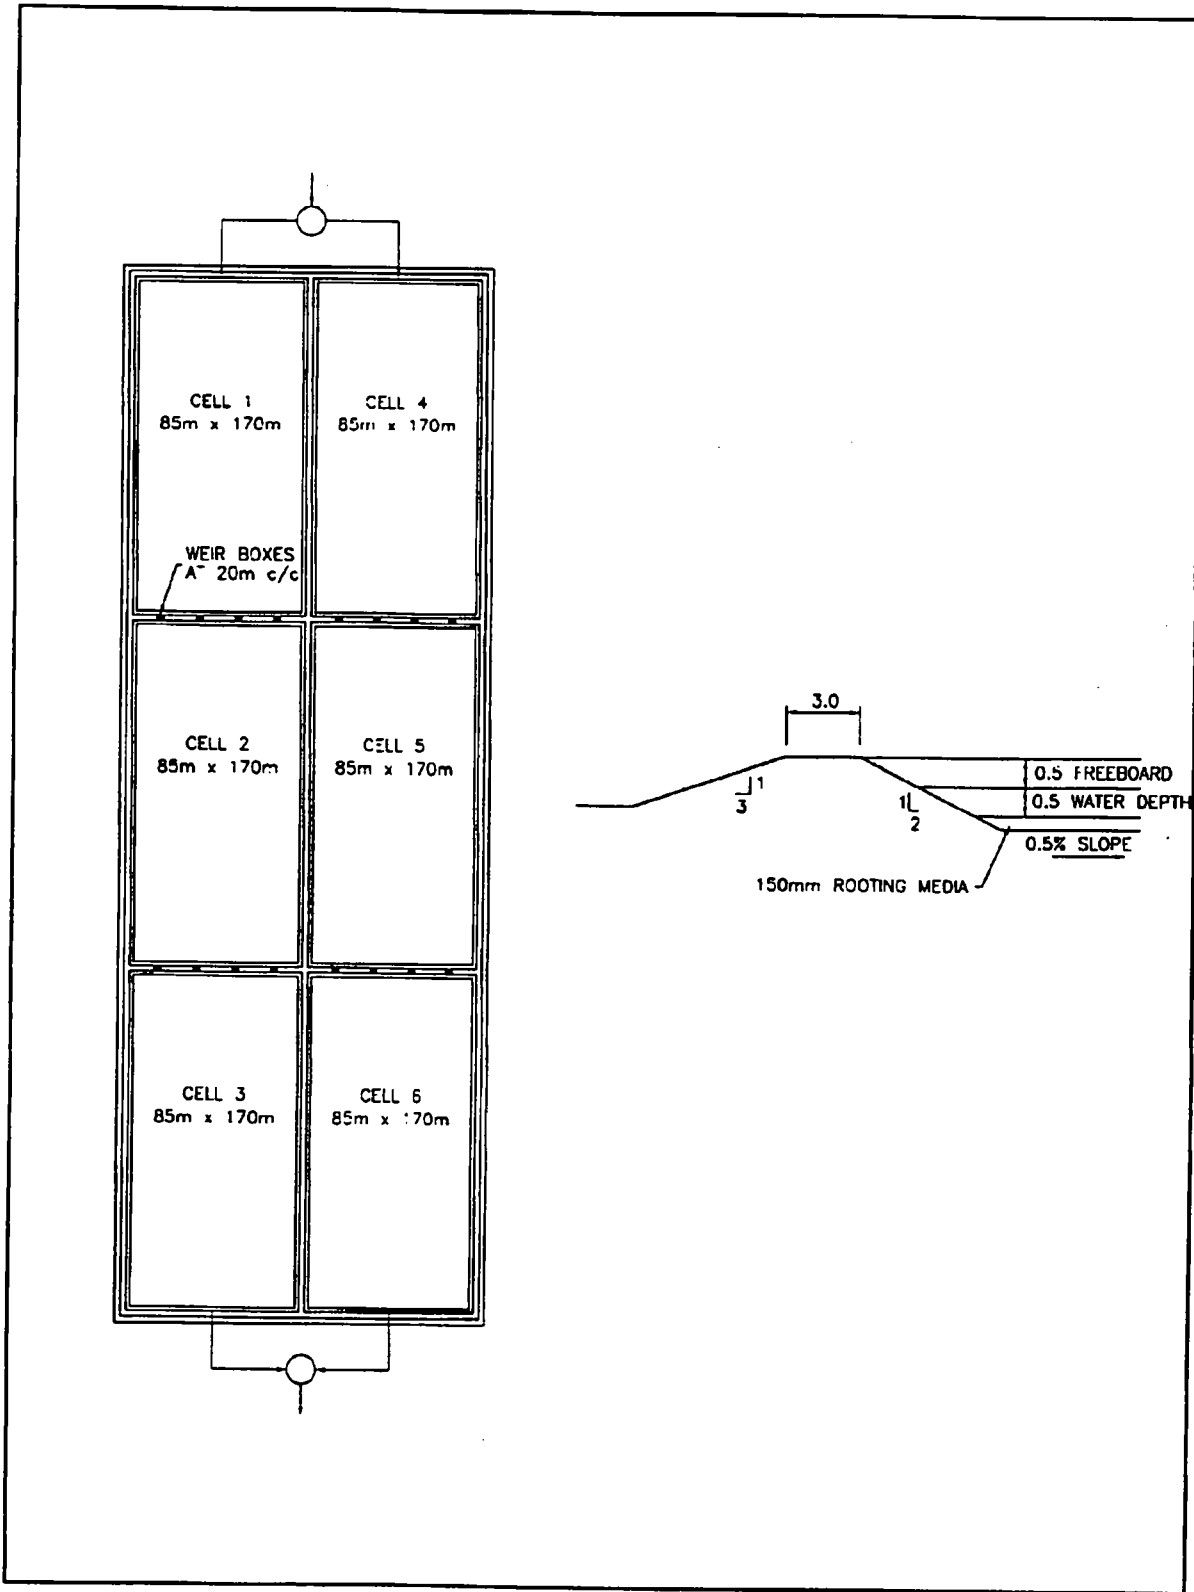 CELL 1
85m x 170m
CELL 4
85m x 170m
WEIR BOXES
AT 20m c/c
CELL 2
85m x 170m
CELL 5
85m x 170m
CELL 3
85m x 170m
CELL 6
85m x 170m
3.0
1
3
1
2
0.5 FREEBOARD
0.5 WATER DEPTH
0.5% SLOPE
150mm ROOTING MEDIA